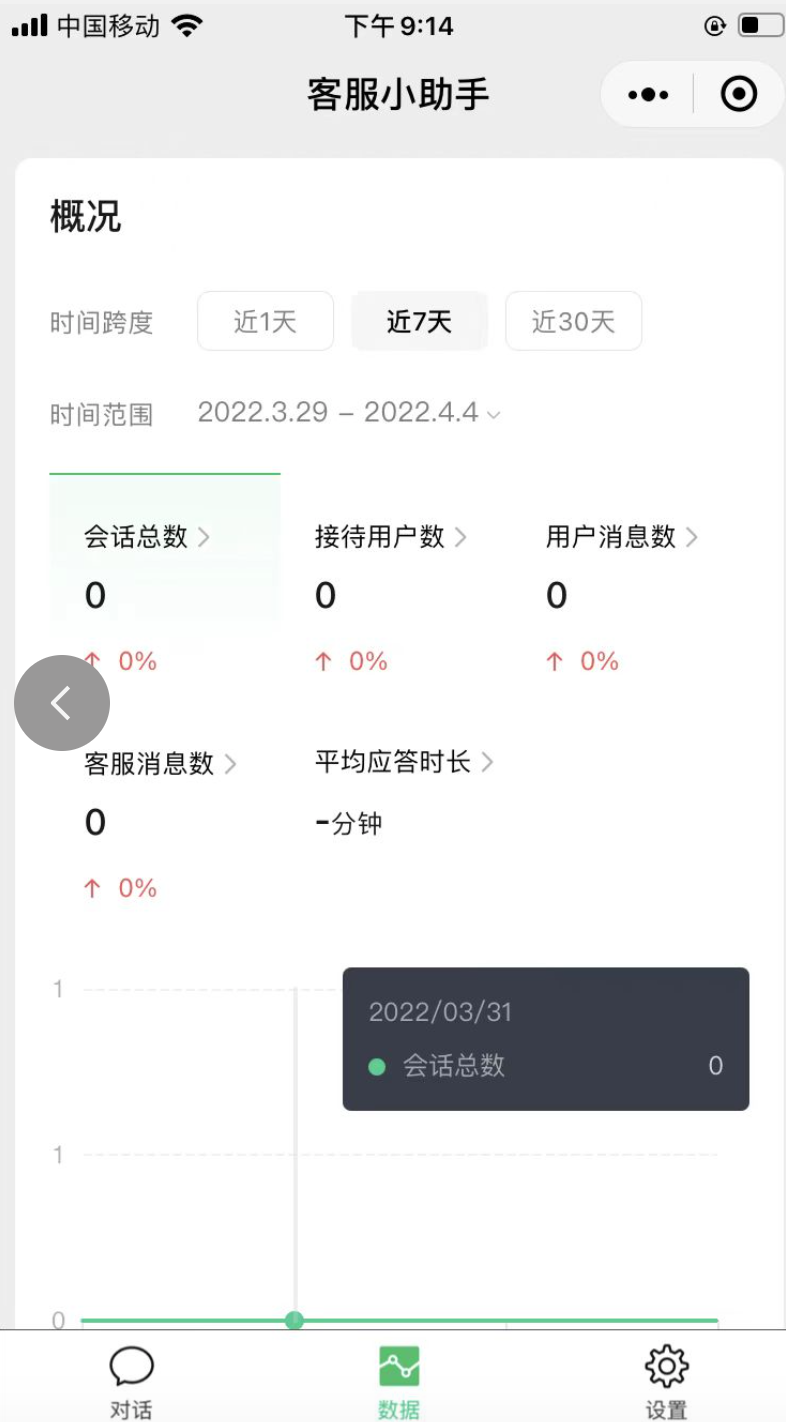 中国移动 下午9:14
客服小助手
概况
时间跨度 近1天 近7天 近30天
时间范围 2022.3.29 – 2022.4.4
会话总数 接待用户数 用户消息数
0 0 0
↑ 0% ↑ 0% ↑ 0%
客服消息数 平均应答时长
0 -分钟
↑ 0%
1
2022/03/31
会话总数 0
1
0
对话 数据 设置